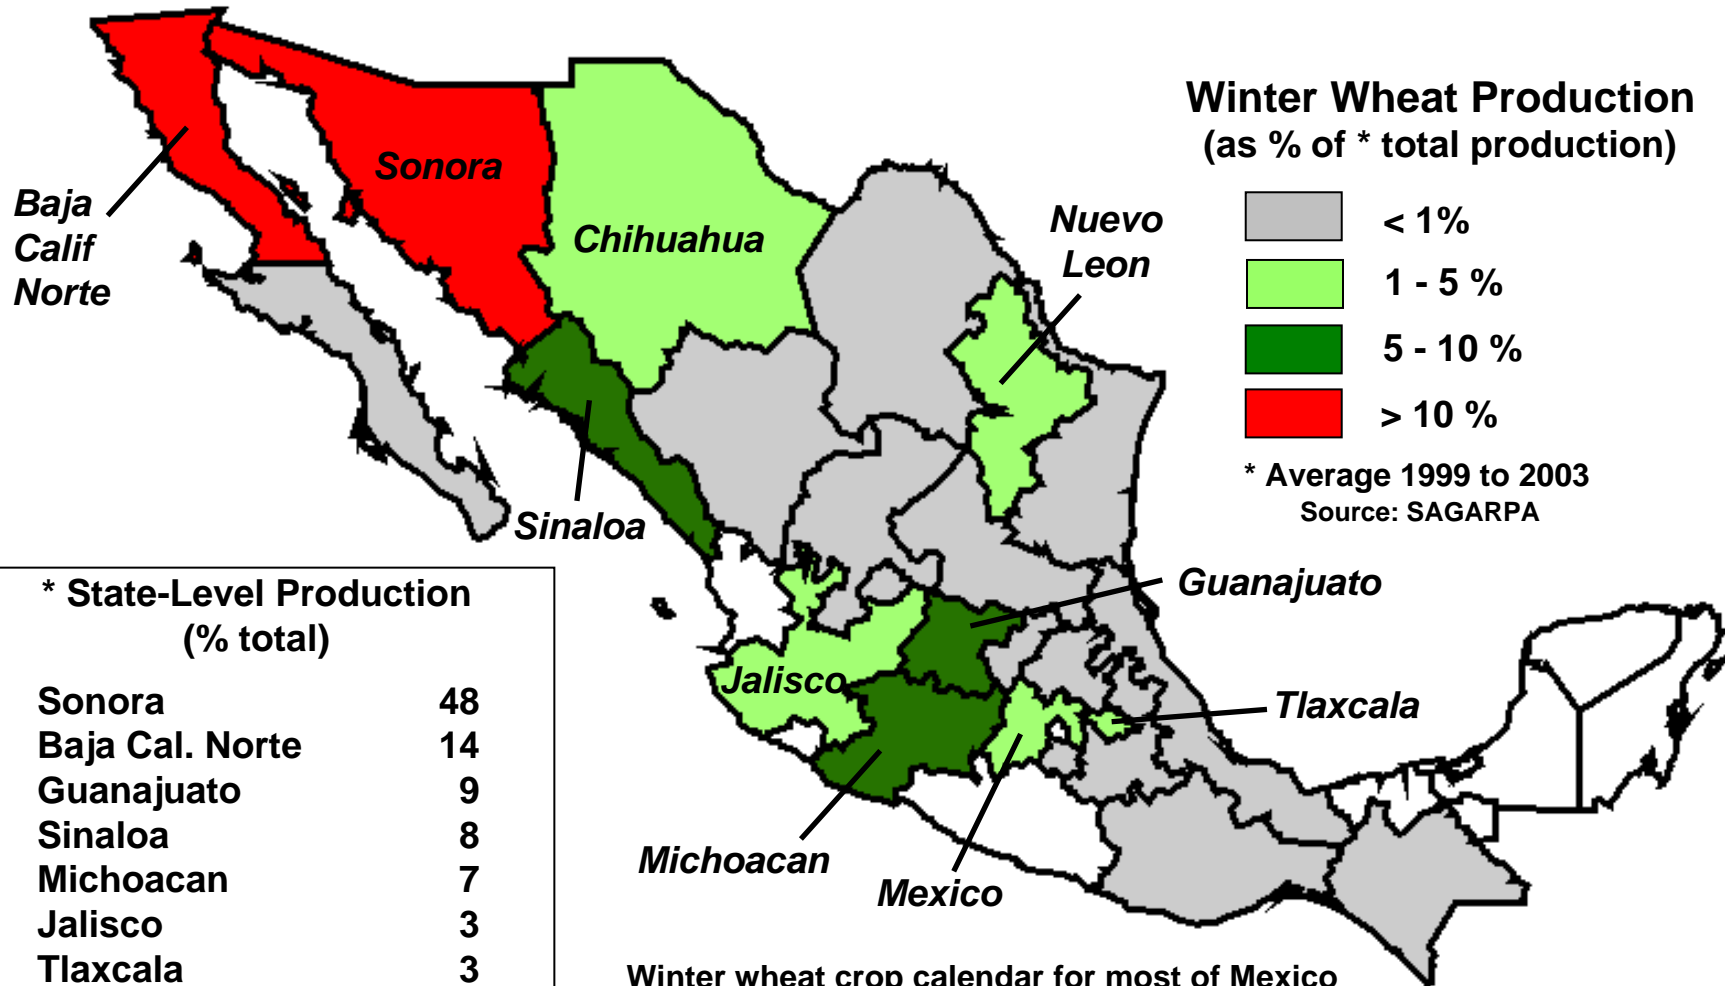 Winter Wheat Production
(as % of * total production)
< 1%
1 - 5 %
5 - 10 %
> 10 %
* Average 1999 to 2003
Source: SAGARPA
Baja
Calif
Norte
Sonora
Chihuahua
Nuevo
Leon
Sinaloa
Guanajuato
Jalisco
Tlaxcala
Michoacan
Mexico
* State-Level Production
(% total)
Sonora 48
Baja Cal. Norte 14
Guanajuato 9
Sinaloa 8
Michoacan 7
Jalisco 3
Tlaxcala 3
Winter wheat crop calendar for most of Mexico